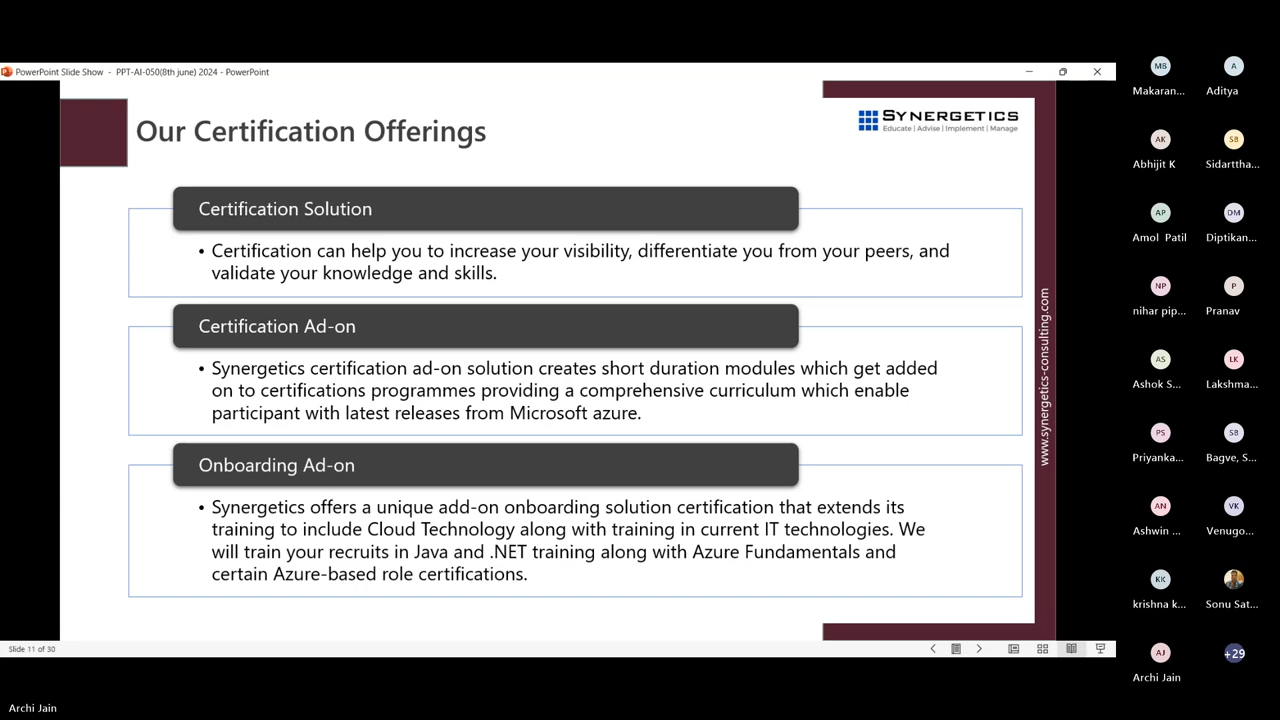 PowerPoint Slide Show - PPT-AI-050(8th june) 2024 - PowerPoint
Our Certification Offerings
SYNERGETICS
Educate | Advise | Implement | Manage
Certification Solution
• Certification can help you to increase your visibility, differentiate you from your peers, and
validate your knowledge and skills.
Certification Ad-on
• Synergetics certification ad-on solution creates short duration modules which get added
on to certifications programmes providing a comprehensive curriculum which enable
participant with latest releases from Microsoft azure.
Onboarding Ad-on
• Synergetics offers a unique add-on onboarding solution certification that extends its
training to include Cloud Technology along with training in current IT technologies. We
will train your recruits in Java and .NET training along with Azure Fundamentals and
certain Azure-based role certifications.
www.synergetics-consulting.com
Slide 11 of 30
MB
Makaran...
A
Aditya
AK
Abhijit K
SB
Sidarttha...
AP
Amol Patil
DM
Diptikan...
NP
nihar pip...
P
Pranav
AS
Ashok S...
LK
Lakshma...
PS
Priyanka...
SB
Bagve, S...
AN
Ashwin ...
VK
Venugo...
KK
krishna k...
Sonu Sat...
AJ
Archi Jain
+29
Archi Jain